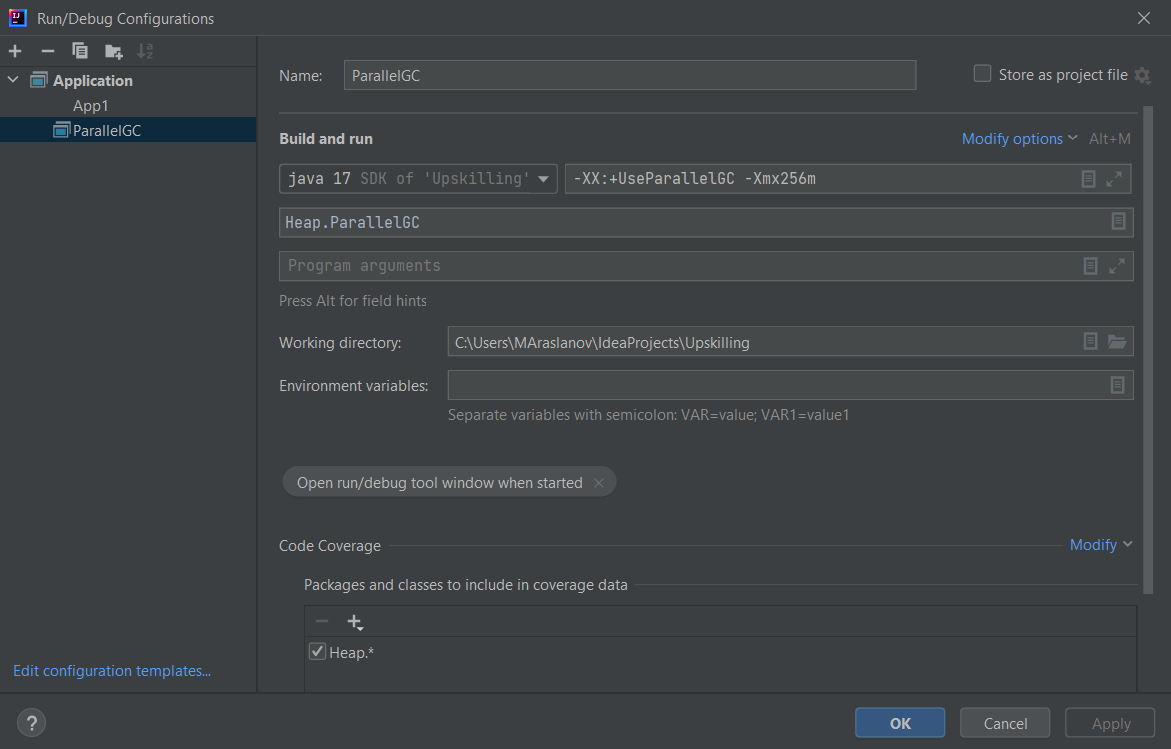 Run/Debug Configurations
Application
App1
ParallelGC
Edit configuration templates...
Name: ParallelGC Store as project file
Build and run Modify options Alt+M
java 17 SDK of 'Upskilling' -XX:+UseParallelGC -Xmx256m
Heap.ParallelGC
Program arguments
Press Alt for field hints
Working directory: C:\Users\MAraslanov\IdeaProjects\Upskilling
Environment variables:
Separate variables with semicolon: VAR=value; VAR1=value1
Open run/debug tool window when started
Code Coverage Modify
Packages and classes to include in coverage data
Heap.*
? OK Cancel Apply